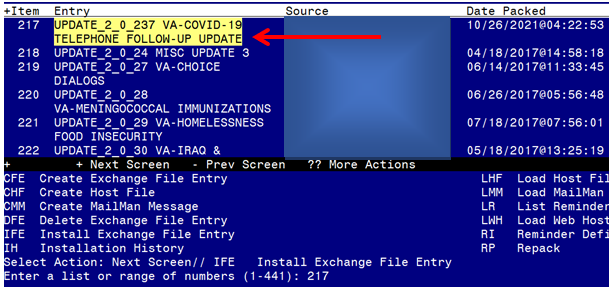 +Item Entry Source Date Packed
217 UPDATE_2_0_237 VA-COVID-19 10/26/2021@04:22:53
TELEPHONE FOLLOW-UP UPDATE
218 UPDATE_2_0_24 MISC UPDATE 3 04/18/2017@14:58:18
219 UPDATE_2_0_27 VA-CHOICE 06/14/2017@11:33:45
DIALOGS
220 UPDATE_2_0_28 06/26/2017@05:56:48
VA-MENINGOCOCCAL IMMUNIZATIONS
221 UPDATE_2_0_29 VA-HOMELESSNESS 07/18/2017@07:56:01
FOOD INSECURITY
222 UPDATE_2_0_30 VA-IRAQ & 05/18/2017@13:25:19
+ + Next Screen - Prev Screen ?? More Actions
CFE Create Exchange File Entry LHF Load Host Fil
CHF Create Host File LMM Load MailMan
CMM Create MailMan Message LR List Reminder
DFE Delete Exchange File Entry LWH Load Web Host
IFE Install Exchange File Entry RI Reminder Defi
IH Installation History RP Repack
Select Action: Next Screen// IFE Install Exchange File Entry
Enter a list or range of numbers (1-441): 217